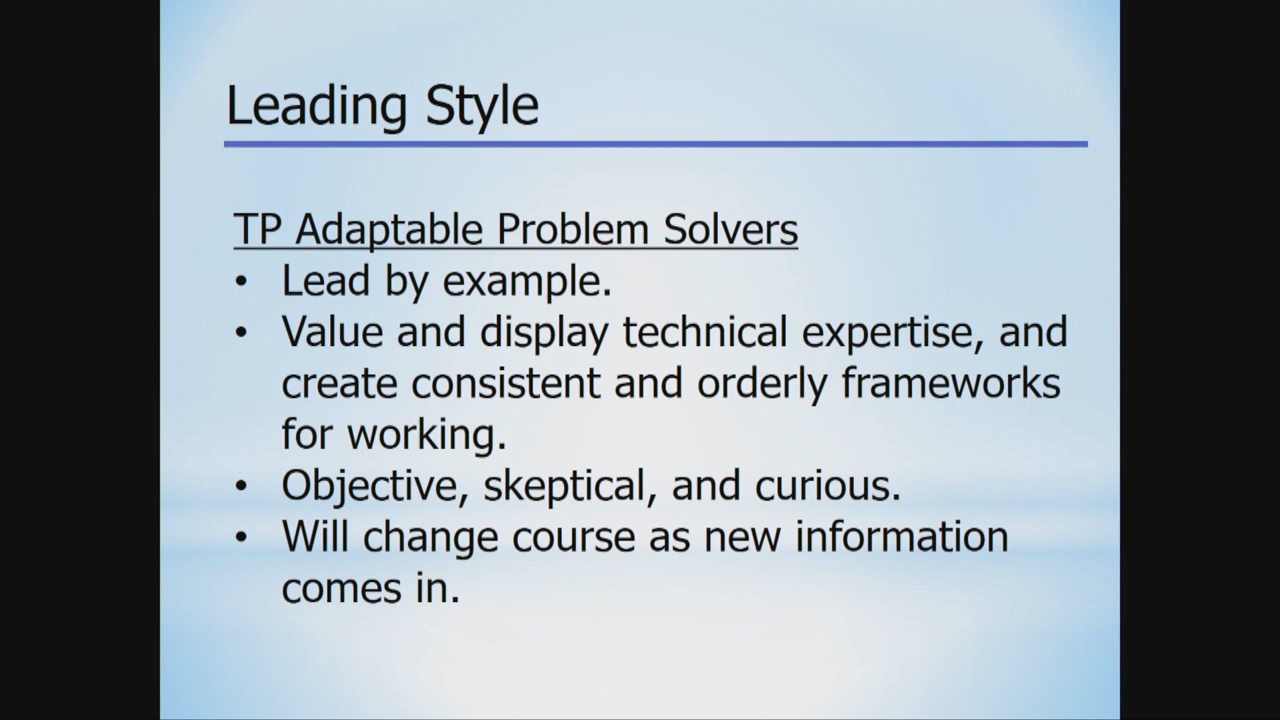 Leading Style
TP Adaptable Problem Solvers
• Lead by example.
• Value and display technical expertise, and
create consistent and orderly frameworks
for working.
• Objective, skeptical, and curious.
• Will change course as new information
comes in.